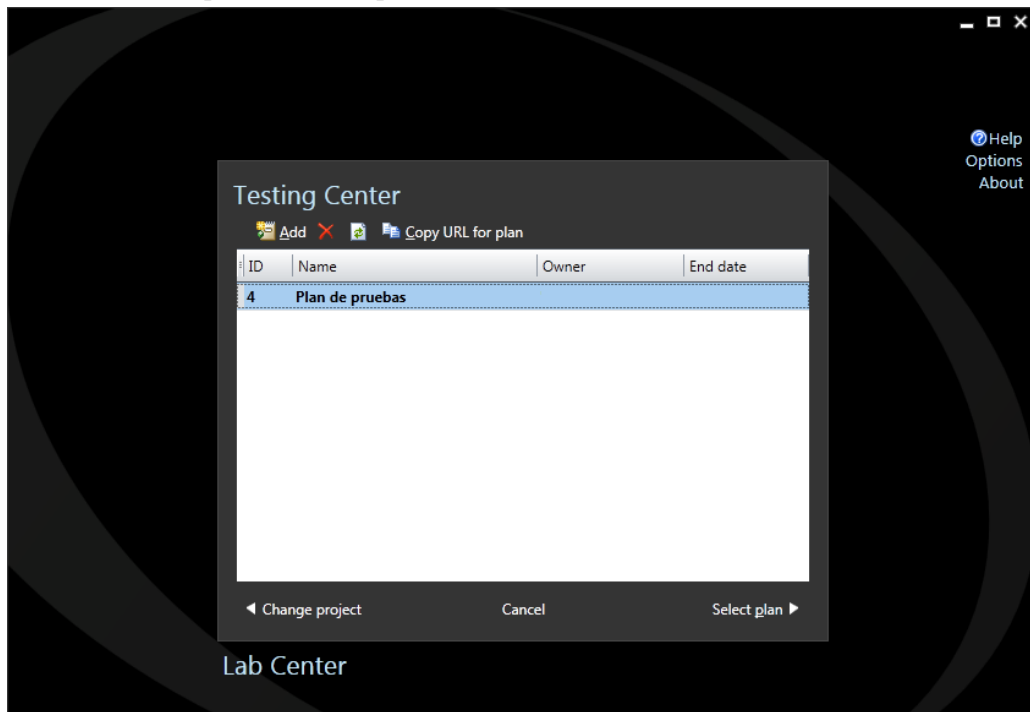 Help
Options
About
Testing Center
Add Copy URL for plan
ID Name Owner End date
4 Plan de pruebas
Change project Cancel Select plan
Lab Center